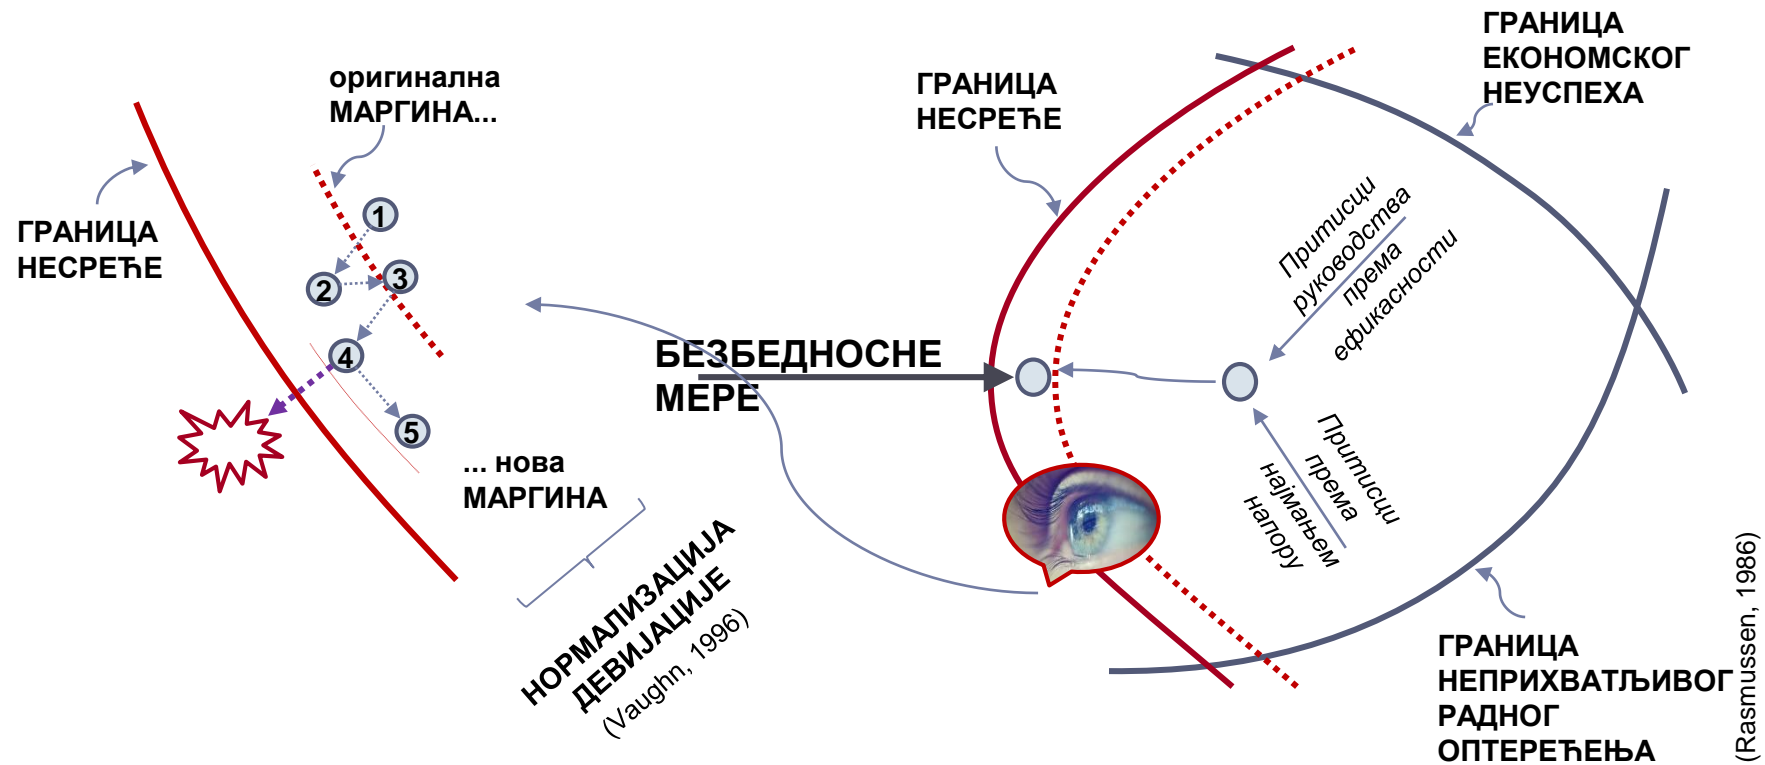 оригинална
МАРГИНА...
ГРАНИЦА
НЕСРЕЋЕ
1
2
3
4
5
... нова
МАРГИНА
НОРМАЛИЗАЦИЈА
ДЕВИЈАЦИЈЕ
(Vaughn, 1996)
БЕЗБЕДНОСНЕ
МЕРЕ
ГРАНИЦА
НЕСРЕЋЕ
ГРАНИЦА
ЕКОНОМСКОГ
НЕУСПЕХА
Притисци
руководства
према
ефикасности
Притисци
према
најмањем
напору
ГРАНИЦА
НЕПРИХВАТЉИВОГ
РАДНОГ
ОПТЕРЕЋЕЊА
(Rasmussen, 1986)